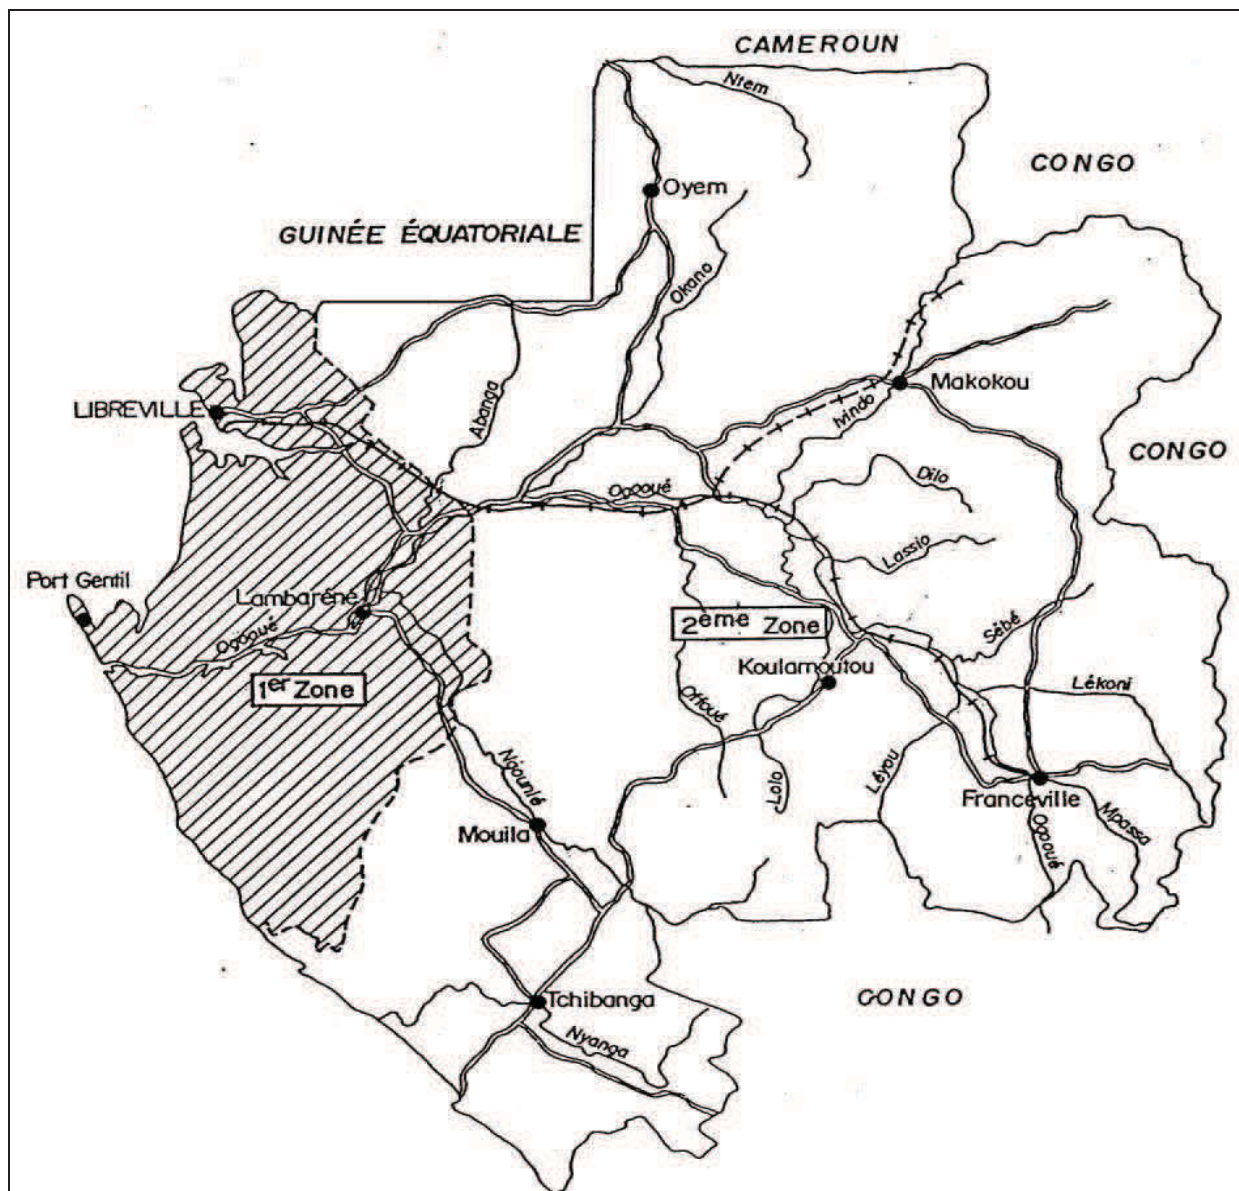 CAMEROUN
Ntem
CONGO
Oyem
GUINÉE ÉQUATORIALE
Okano
Abanga
Makokou
LIBREVILLE
Ivindo
CONGO
Dilo
Ogooué
Lassio
Port Gentil
Lambaréné
Ogooué
2eme Zone
Sébé
Koulamoutou
1er Zone
Lékoni
Offoué
Ngounié
Lolo
Léyou
Franceville
Mpassa
Mouila
Ogooué
CONGO
Tchibanga
Nyanga